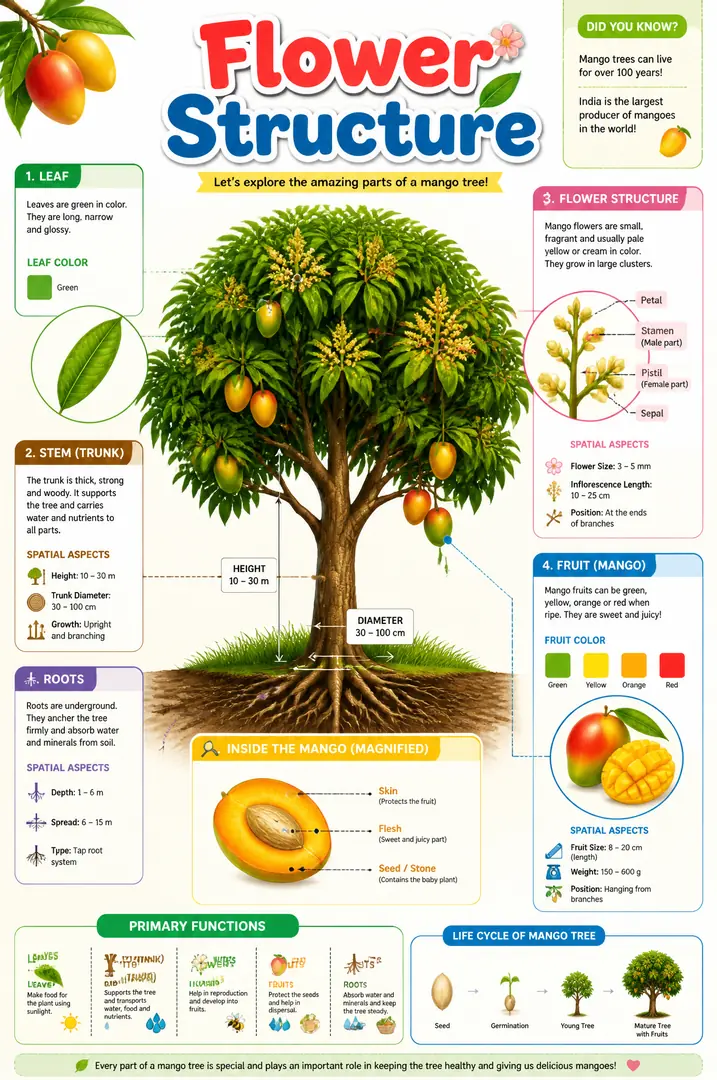 Flower
Structure
Let's explore the amazing parts of a mango tree!
DID YOU KNOW?
Mango trees can live
for over 100 years!
India is the largest
producer of mangoes
in the world!
1. LEAF
Leaves are green in color.
They are long, narrow
and glossy.
LEAF COLOR
Green
2. STEM (TRUNK)
The trunk is thick, strong
and woody. It supports
the tree and carries
water and nutrients to
all parts.
SPATIAL ASPECTS
Height: 10 – 30 m
Trunk Diameter:
30 – 100 cm
Growth: Upright
and branching
ROOTS
Roots are underground.
They ancher the tree
firmly and absorb water
and minerals from soil.
SPATIAL ASPECTS
Depth: 1 – 6 m
Spread: 6 – 15 m
Type: Tap root
system
HEIGHT
10 – 30 m
DIAMETER
30 – 100 cm
3. FLOWER STRUCTURE
Mango flowers are small,
fragrant and usually pale
yellow or cream in color.
They grow in large clusters.
Petal
Stamen
(Male part)
Pistil
(Female part)
Sepal
SPATIAL ASPECTS
Flower Size: 3 – 5 mm
Inflorescence Length:
10 – 25 cm
Position: At the ends
of branches
4. FRUIT (MANGO)
Mango fruits can be green,
yellow, orange or red when
ripe. They are sweet and juicy!
FRUIT COLOR
Green
Yellow
Orange
Red
SPATIAL ASPECTS
Fruit Size: 8 – 20 cm
(length)
Weight: 150 – 600 g
Position: Hanging from
branches
INSIDE THE MANGO (MAGNIFIED)
Skin
(Protects the fruit)
Flesh
(Sweet and juicy part)
Seed / Stone
(Contains the baby plant)
PRIMARY FUNCTIONS
Make food for
the plant using
sunlight.
Supports the tree
and transports
water, food and
nutrients.
Help in reproduction
and develop into
fruits.
FRUITS
Protect the seeds
and help in
dispersal.
ROOTS
Absorb water and
minerals and keep
the tree steady.
LIFE CYCLE OF MANGO TREE
Seed
Germination
Young Tree
Mature Tree
with Fruits
Every part of a mango tree is special and plays an important role in keeping the tree healthy and giving us delicious mangoes!